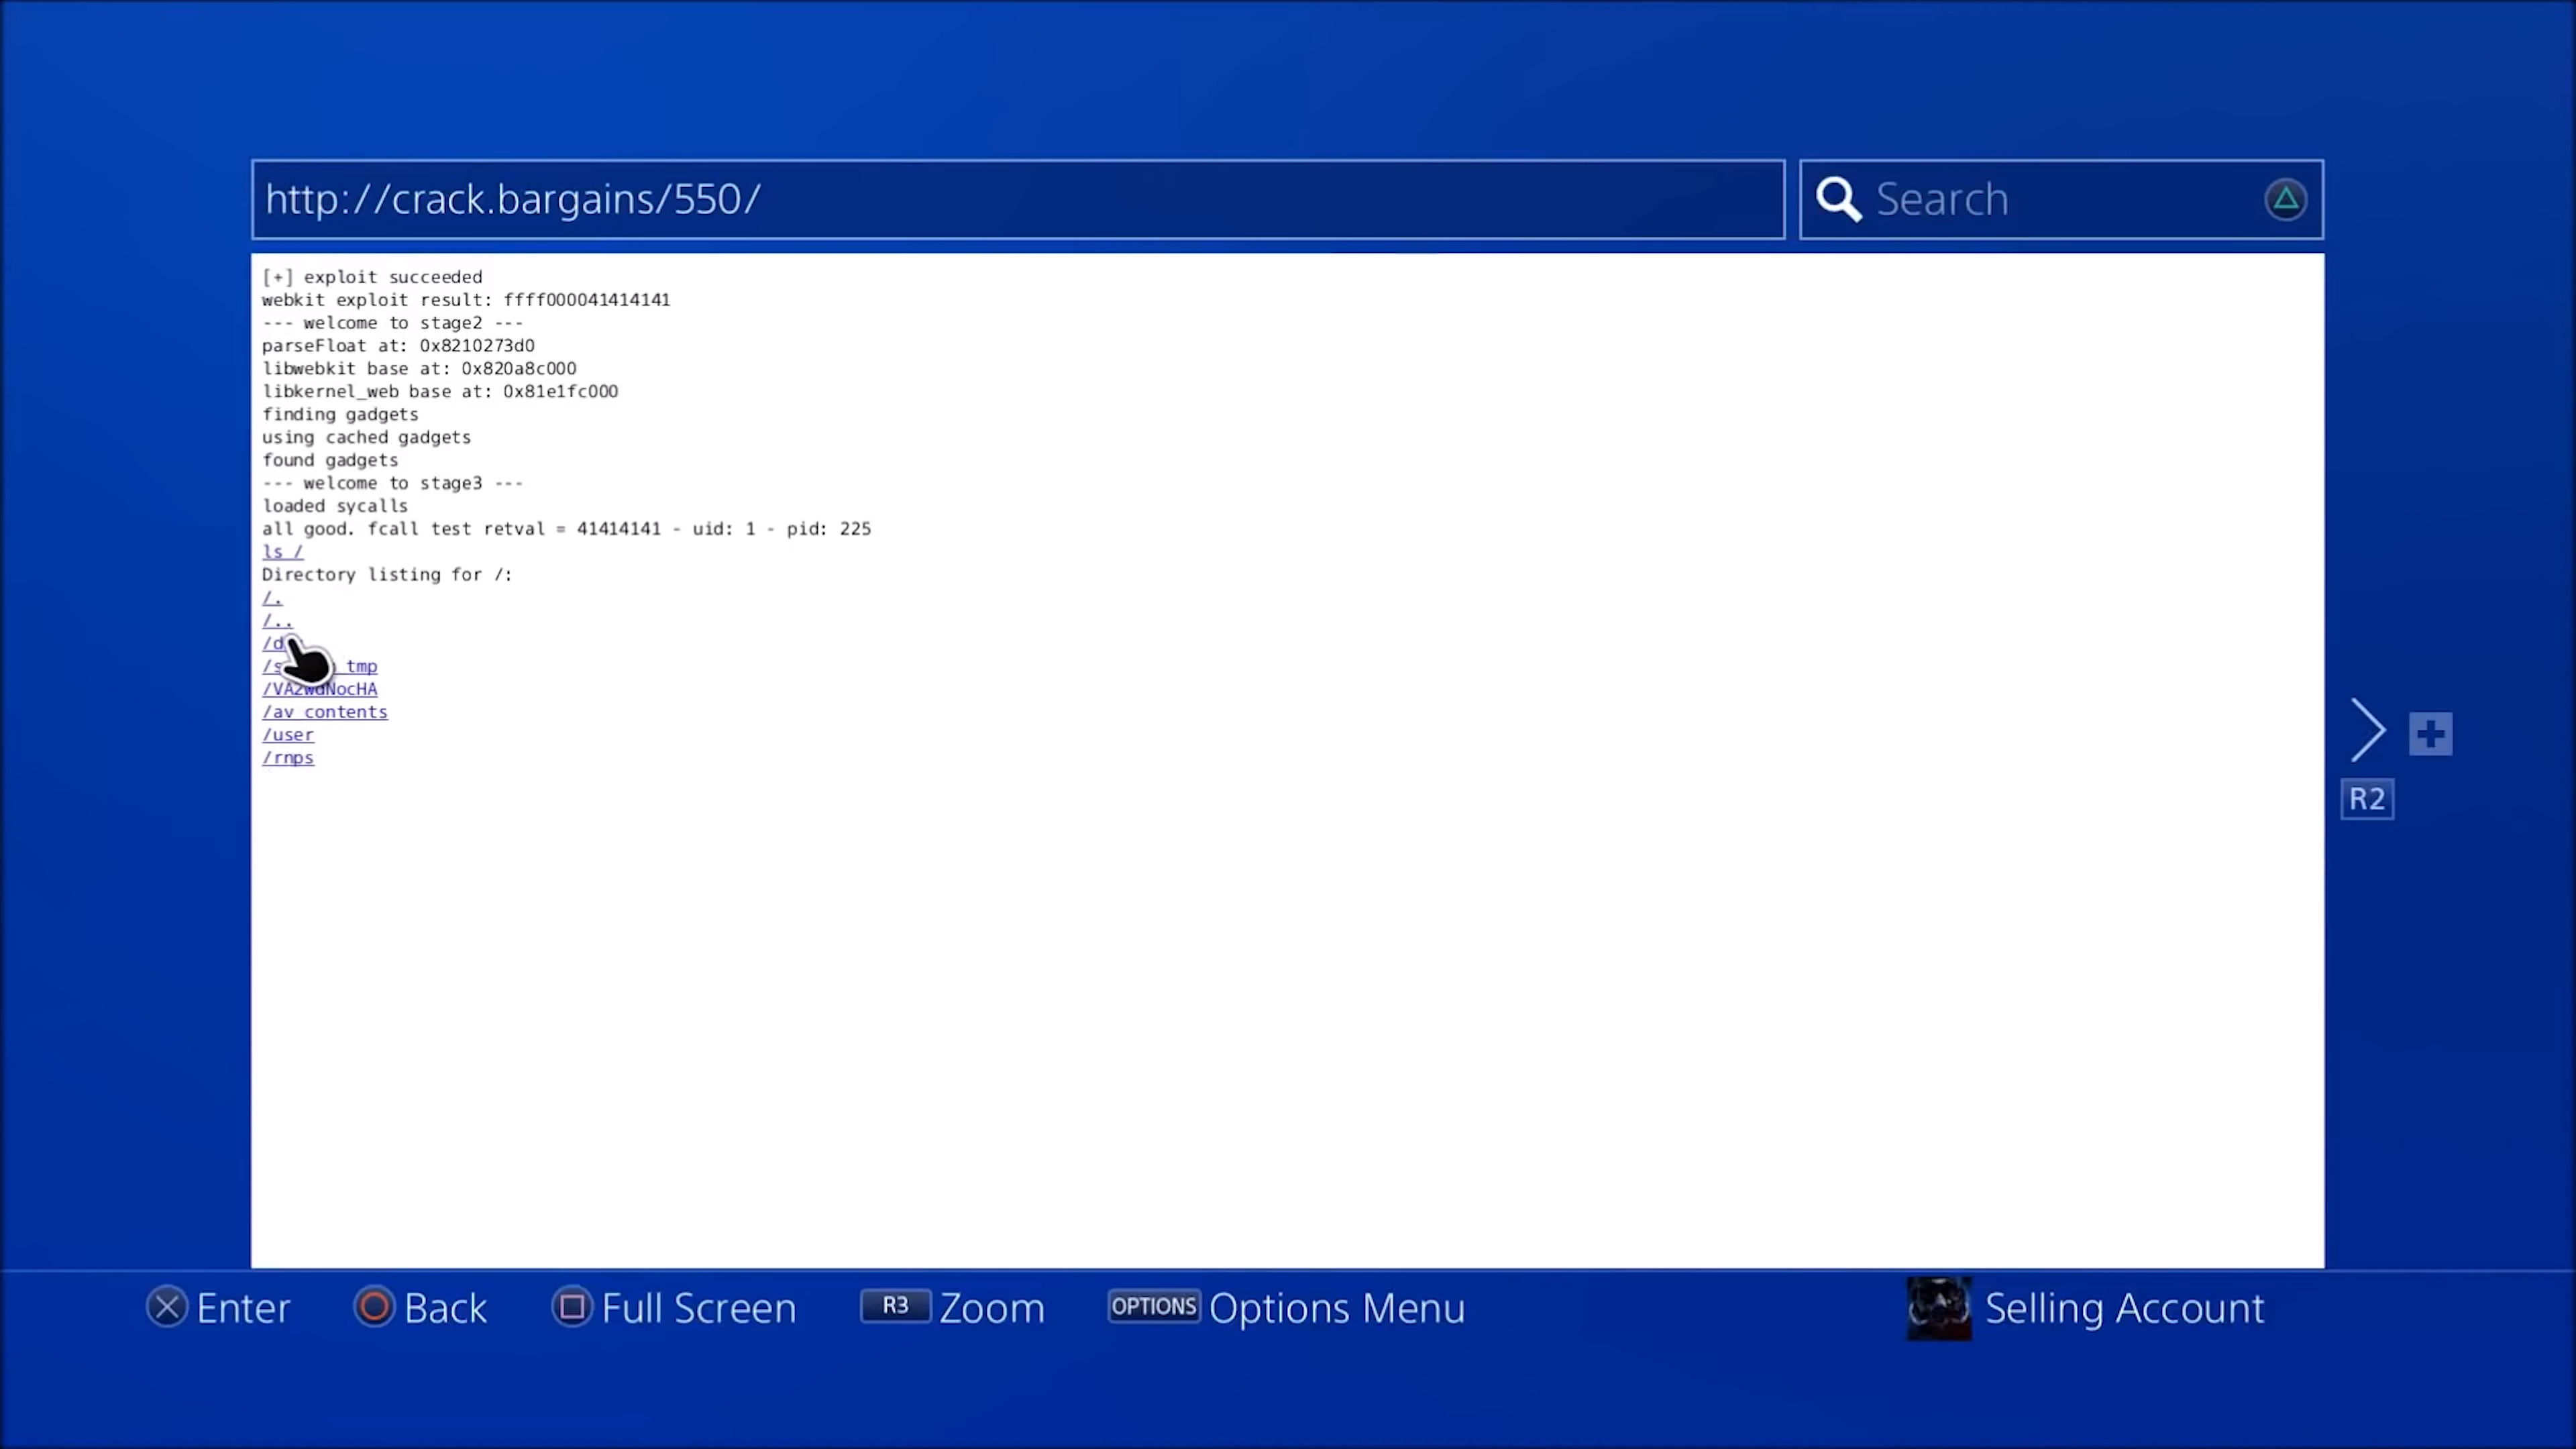 http://crack.bargains/550/
Search
[+] exploit succeeded
webkit exploit result: ffff000041414141
--- welcome to stage2 ---
parseFloat at: 0x8210273d0
libwebkit base at: 0x820a8c000
libkernel_web base at: 0x81e1fc000
finding gadgets
using cached gadgets
found gadgets
--- welcome to stage3 ---
loaded sycalls
all good. fcall test retval = 41414141 - uid: 1 - pid: 225
ls /
Directory listing for /:
/.
/..
tmp
/av_contents
/user
/rnps
R2
Enter
Back
Full Screen
R3 Zoom
OPTIONS Options Menu
Selling Account